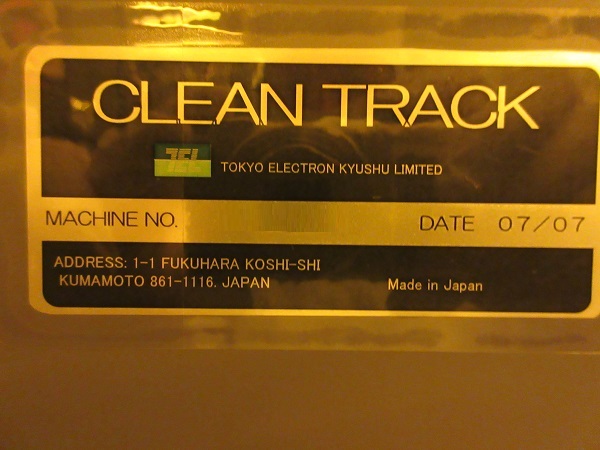 CLEAN TRACK
TEL TOKYO ELECTRON KYUSHU LIMITED
MACHINE NO. DATE 07/07
ADDRESS: 1-1 FUKUHARA KOSHI-SHI
KUMAMOTO 861-1116. JAPAN Made in Japan